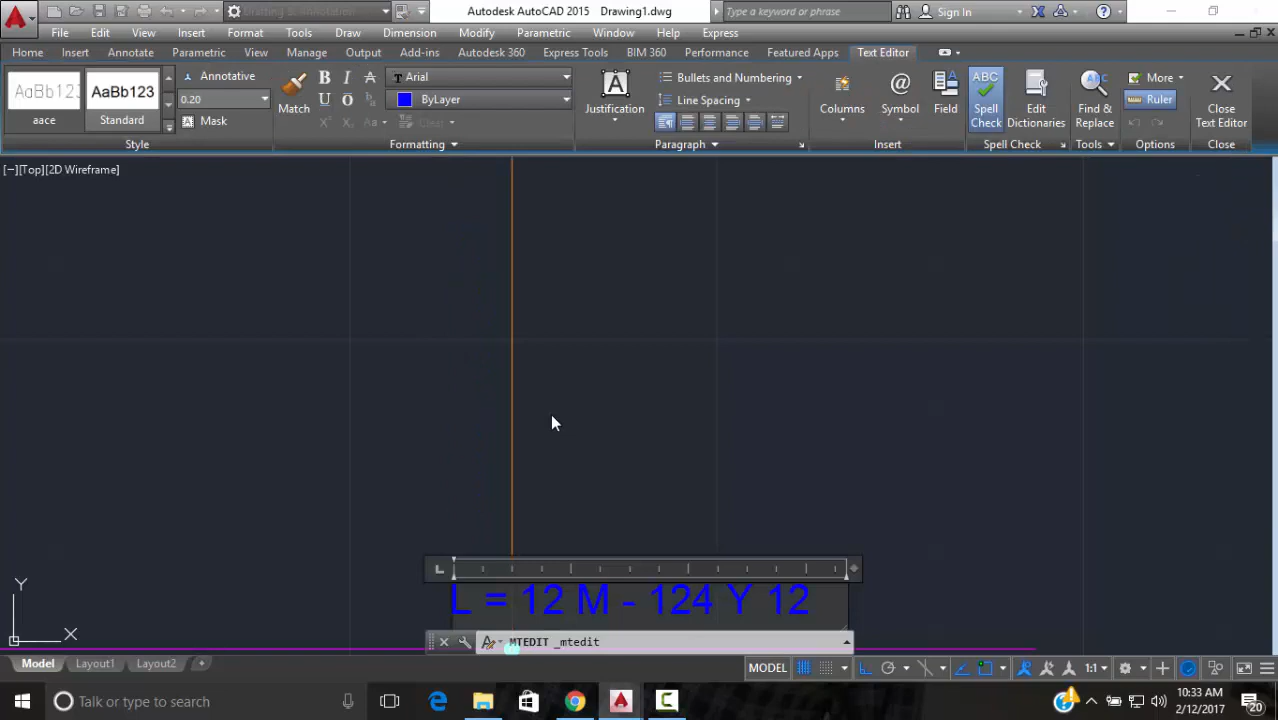 Drafting & Annotation
Autodesk AutoCAD 2015 Drawing1.dwg
Type a keyword or phrase
Sign In
File Edit View Insert Format Tools Draw Dimension Modify Parametric Window Help Express
Home Insert Annotate Parametric View Manage Output Add-ins Autodesk 360 Express Tools BIM 360 Performance Featured Apps Text Editor
AaBb123 AaBb123 Annotative Match B I A Arial Bullets and Numbering ABC More
0.20 U O ByLayer Justification Line Spacing Columns Symbol Field Spell Check Edit Dictionaries Find & Replace Ruler Close Text Editor
aace Standard Mask Clear
Style Formatting Paragraph Insert Spell Check Tools Options Close
[−][Top][2D Wireframe]
L = 12 M - 124 Y 12
Y
X
MTEDIT _mtedit
Model Layout1 Layout2 + MODEL 1:1
Talk or type to search
10:33 AM
2/12/2017
20